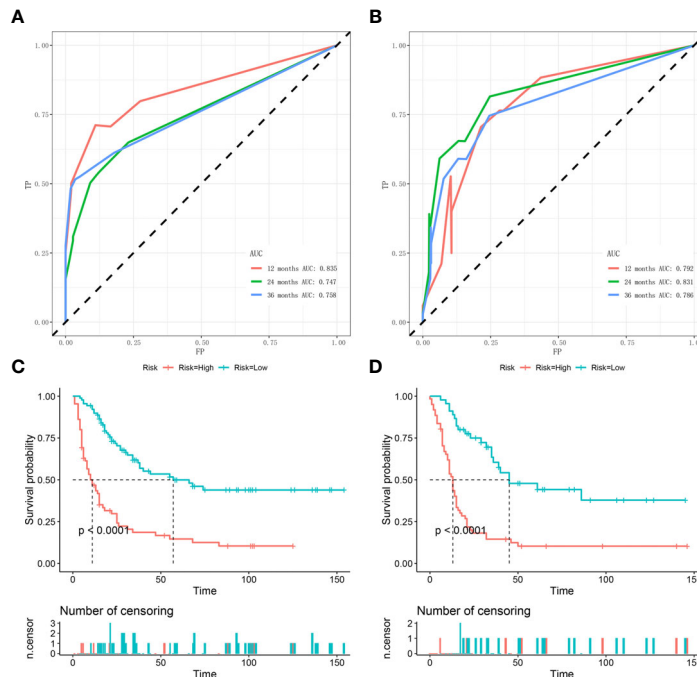 A
B
1.00
0.75
0.50
0.25
0.00
TP
0.00
0.25
0.50
0.75
1.00
FP
AUC
12 months AUC: 0.835
24 months AUC: 0.747
36 months AUC: 0.758
1.00
0.75
0.50
0.25
0.00
TP
0.00
0.25
0.50
0.75
1.00
FP
AUC
12 months AUC: 0.792
24 months AUC: 0.831
36 months AUC: 0.786
C
Risk Risk=High Risk=Low
D
Risk Risk=High Risk=Low
1.00
0.75
0.50
0.25
0.00
Survival probability
p < 0.0001
0 50 100 150
Time
1.00
0.75
0.50
0.25
0.00
Survival probability
p < 0.0001
0 50 100 150
Time
Number of censoring
3
2
1
0
n.censor
0 50 100 150
Time
Number of censoring
2
1
0
n.censor
0 50 100 150
Time